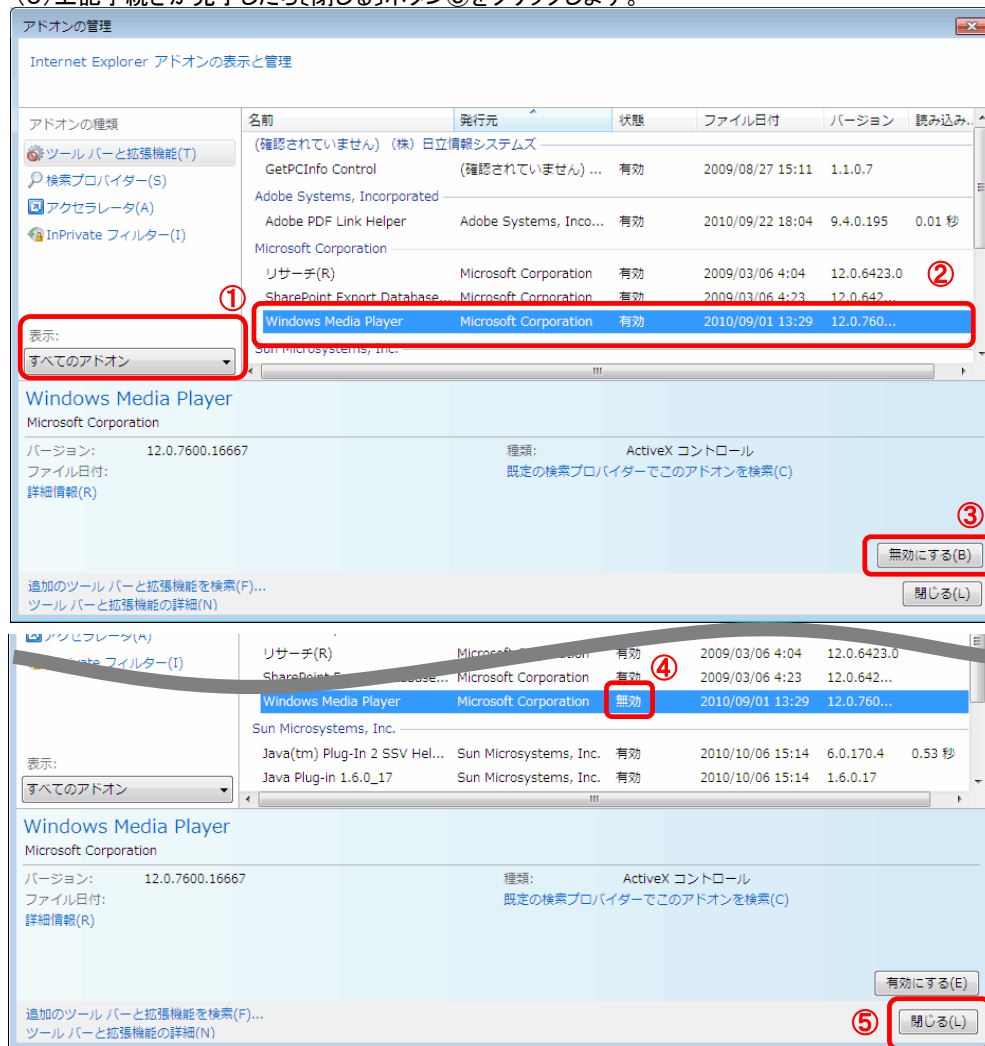 アドオンの管理
Internet Explorer アドオンの表示と管理
アドオンの種類
ツール バーと拡張機能(T)
検索プロバイダー(S)
アクセラレータ(A)
InPrivate フィルター(I)
①
表示:
すべてのアドオン
名前 発行元 状態 ファイル日付 バージョン 読み込み...
(確認されていません) (株) 日立情報システムズ
GetPCInfo Control (確認されていません) ... 有効 2009/08/27 15:11 1.1.0.7
Adobe Systems, Incorporated
Adobe PDF Link Helper Adobe Systems, Inco... 有効 2010/09/22 18:04 9.4.0.195 0.01 秒
Microsoft Corporation
リサーチ(R) Microsoft Corporation 有効 2009/03/06 4:04 12.0.6423.0
②
SharePoint Export Database... Microsoft Corporation 有効 2009/03/06 4:23 12.0.642...
Windows Media Player Microsoft Corporation 有効 2010/09/01 13:29 12.0.760...
Sun Microsystems, Inc.
Windows Media Player
Microsoft Corporation
バージョン: 12.0.7600.16667 種類: ActiveX コントロール
ファイル日付: 既定の検索プロバイダーでこのアドオンを検索(C)
詳細情報(R)
③
無効にする(B)
追加のツール バーと拡張機能を検索(F)...
ツール バーと拡張機能の詳細(N)
閉じる(L)
アクセラレータ(A)
フィルター(I)
リサーチ(R) 有効 2009/03/06 4:04 12.0.6423.0
④
Microsoft Corporation 有効 2009/03/06 4:23 12.0.642...
Windows Media Player Microsoft Corporation 無効 2010/09/01 13:29 12.0.760...
Sun Microsystems, Inc.
Java(tm) Plug-In 2 SSV Hel... Sun Microsystems, Inc. 有効 2010/10/06 15:14 6.0.170.4 0.53 秒
Java Plug-in 1.6.0_17 Sun Microsystems, Inc. 有効 2010/10/06 15:14 1.6.0.17
表示:
すべてのアドオン
Windows Media Player
Microsoft Corporation
バージョン: 12.0.7600.16667 種類: ActiveX コントロール
ファイル日付: 既定の検索プロバイダーでこのアドオンを検索(C)
詳細情報(R)
有効にする(E)
追加のツール バーと拡張機能を検索(F)...
ツール バーと拡張機能の詳細(N)
⑤
閉じる(L)